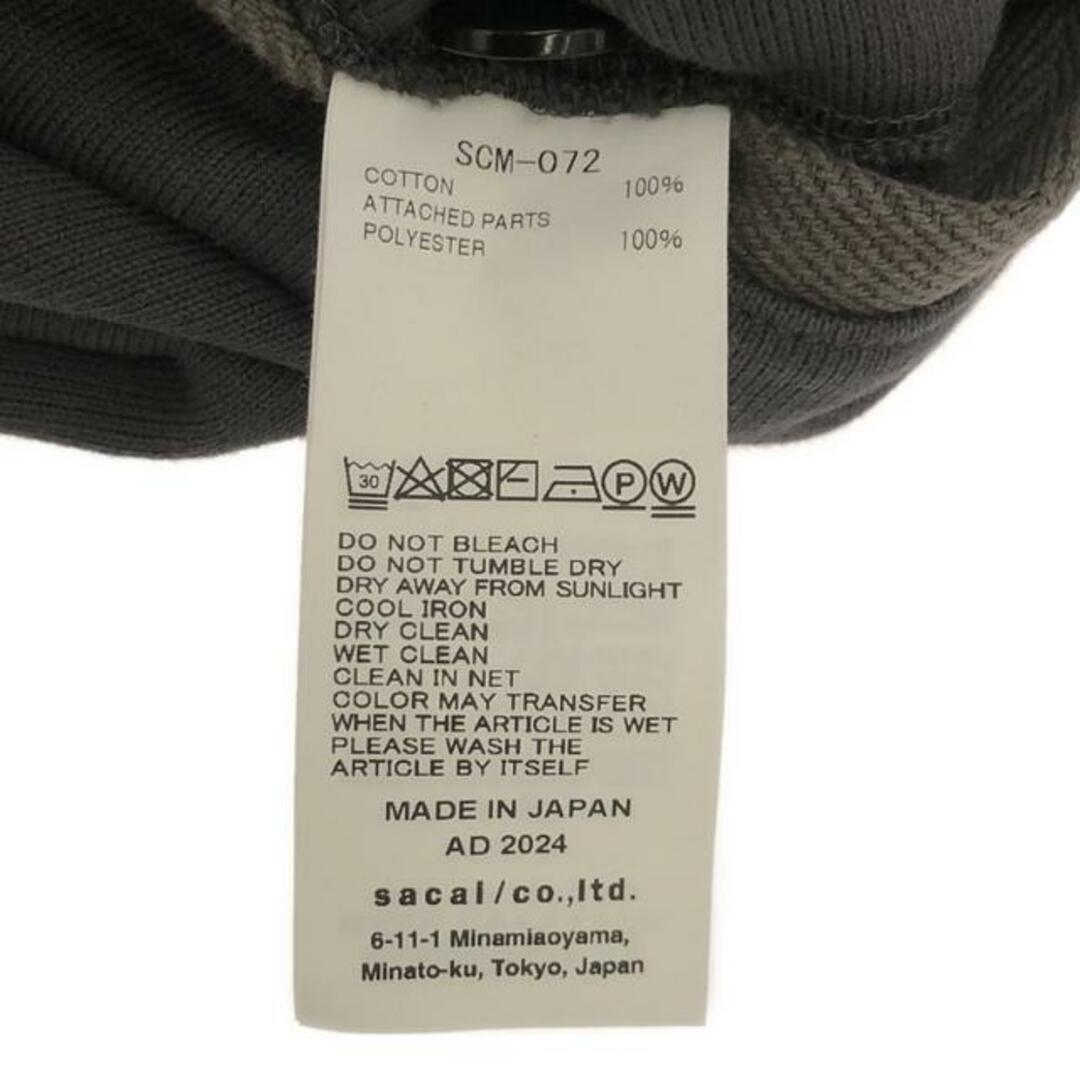 SCM-072
COTTON 100%
ATTACHED PARTS
POLYESTER 100%
30 P W
DO NOT BLEACH
DO NOT TUMBLE DRY
DRY AWAY FROM SUNLIGHT
COOL IRON
DRY CLEAN
WET CLEAN
CLEAN IN NET
COLOR MAY TRANSFER
WHEN THE ARTICLE IS WET
PLEASE WASH THE
ARTICLE BY ITSELF
MADE IN JAPAN
AD 2024
sacai/co.,ltd.
6-11-1 Minamiaoyama,
Minato-ku, Tokyo, Japan